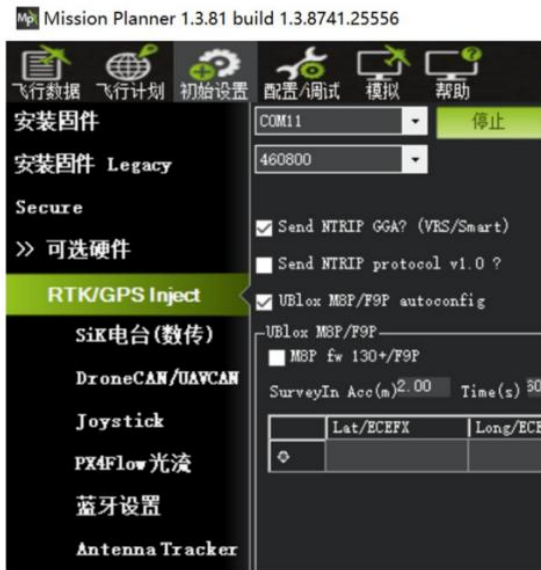 Mission Planner 1.3.81 build 1.3.8741.25556
飞行数据 飞行计划 初始设置 配置/调试 模拟 帮助
安装固件
安装固件 Legacy
Secure
>> 可选硬件
RTK/GPS Inject
SiK电台(数传)
DroneCAN/UAVCAN
Joystick
PX4Flow光流
蓝牙设置
Antenna Tracker
COM11
停止
460800
Send NTRIP GGA? (VRS/Smart)
Send NTRIP protocol v1.0 ?
UBlox M8P/F9P autoconfig
UBlox M8P/F9P
M8P fw 130+/F9P
SurveyIn Acc(m) 2.00 Time(s)
Lat/ECEFX Long/ECE